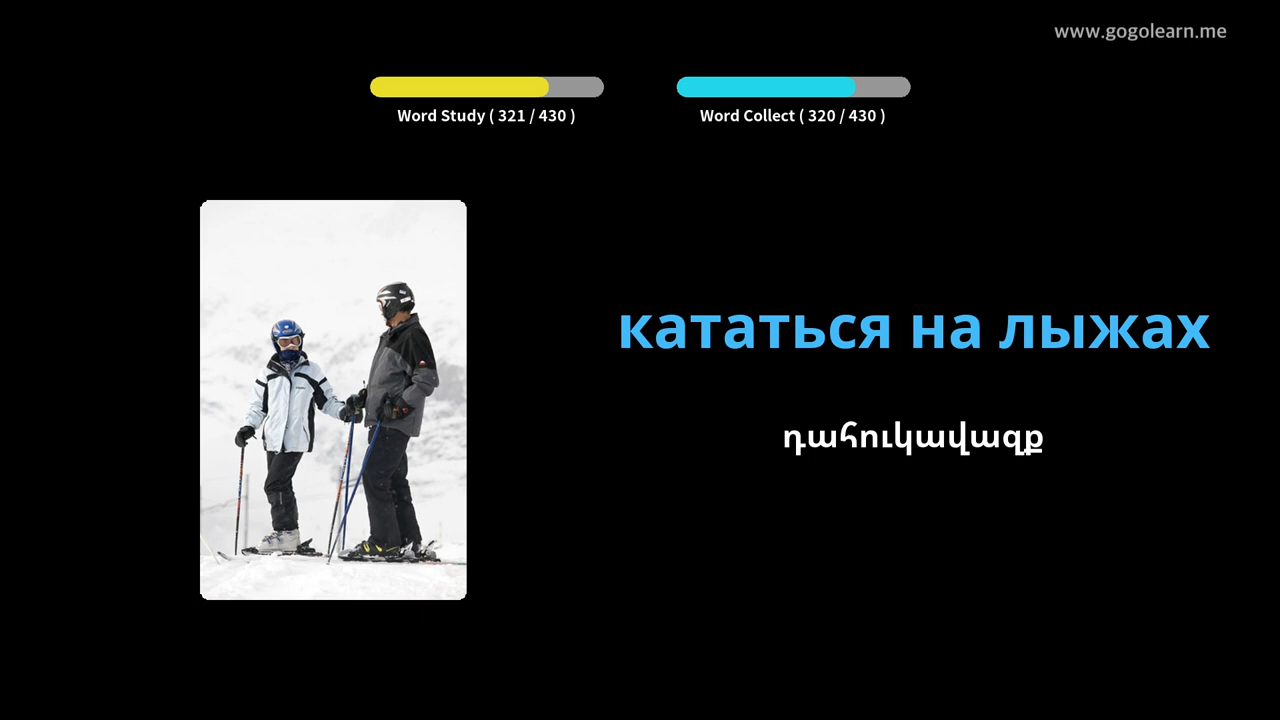 www.gogolearn.me
Word Study ( 321 / 430 )
Word Collect ( 320 / 430 )
кататься на лыжах
դահուկավազք